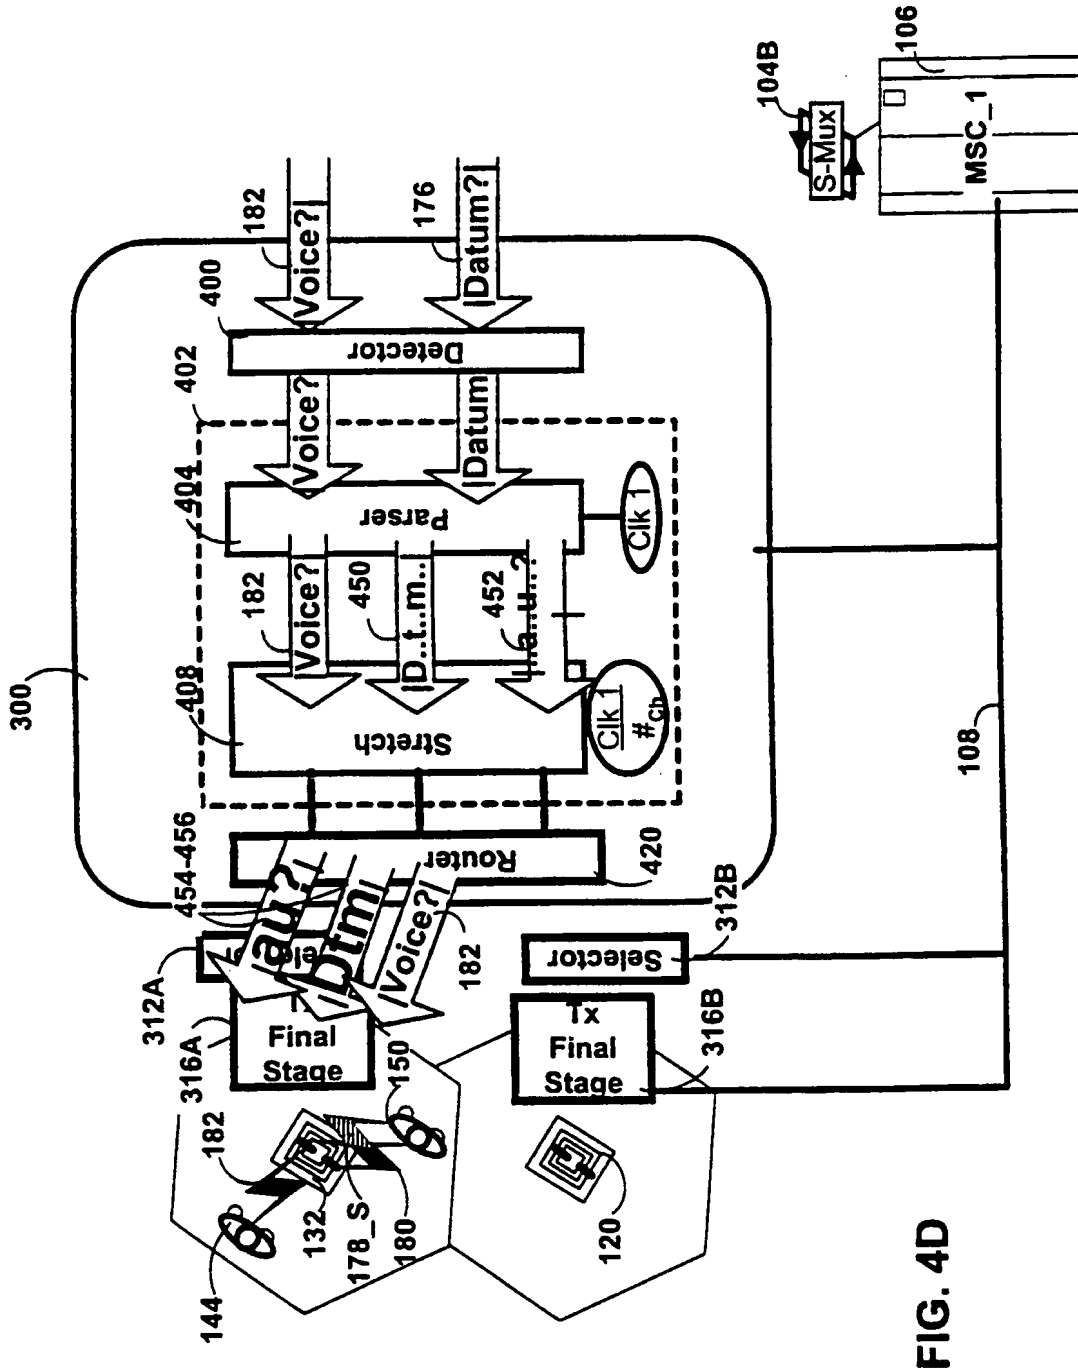 300
182
Voice?|
176
|Datum?|
400
Detector
402
Voice?
|Datum
404
Parser
Clk 1
182
|Voice?|
450
|D..t..m..
452
|...a..u..?
408
Stretch
Clk 1
#Ch
Router
420
454-456
au?|
|Dtm|
|Voice?|
182
312A
316A
Tx
Final
Stage
150
312B
Selector
Tx
Final
Stage
316B
182
144
132
178_S
180
120
108
104B
S-Mux
106
MSC_1
FIG. 4D